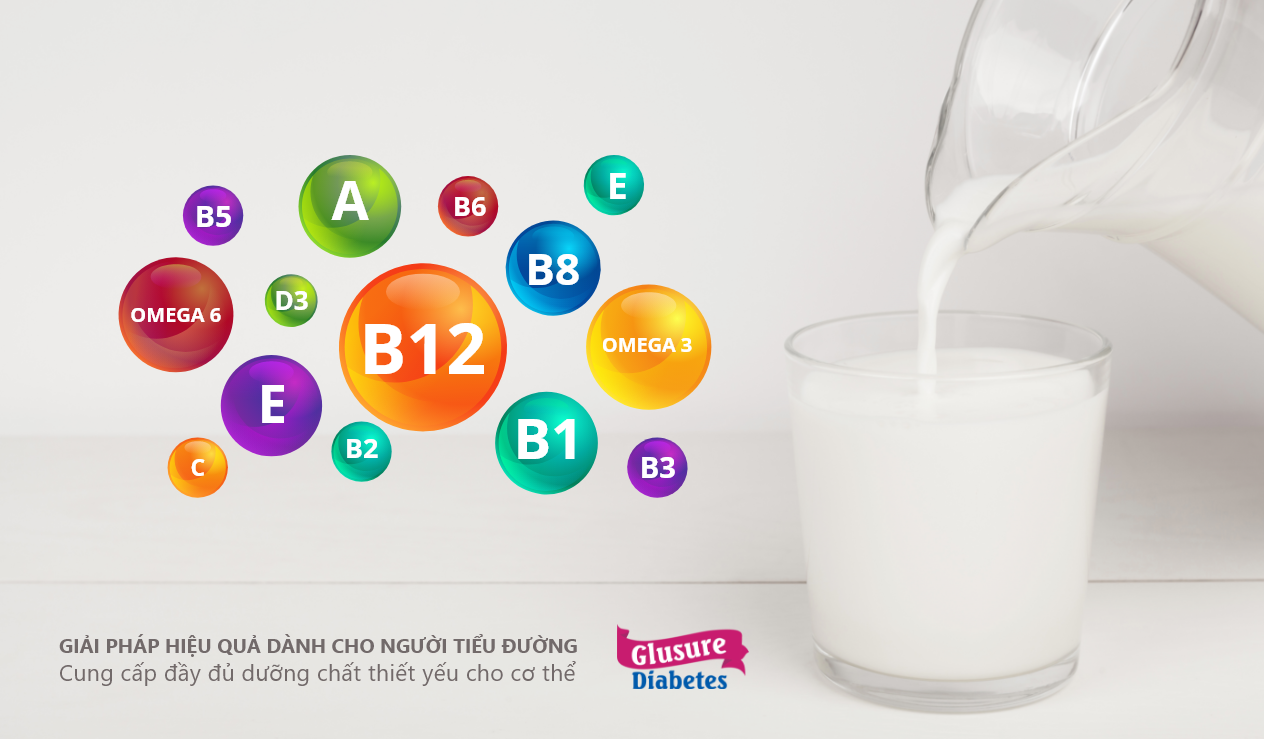 E
A
B6
B5
B8
D3
OMEGA 6
B12
OMEGA 3
E
B1
B2
C
B3
GIẢI PHÁP HIỆU QUẢ DÀNH CHO NGƯỜI TIỂU ĐƯỜNG
Cung cấp đầy đủ dưỡng chất thiết yếu cho cơ thể
Glusure
Diabetes